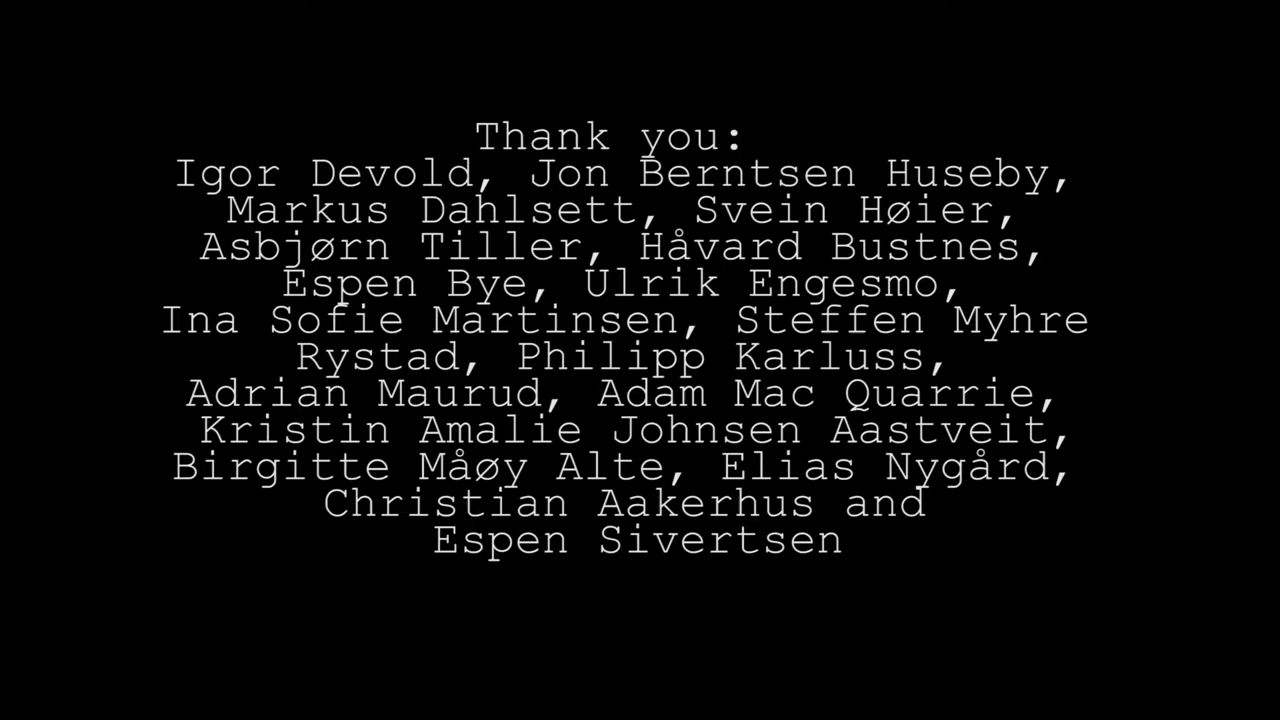 Thank you:
Igor Devold, Jon Berntsen Huseby,
Markus Dahlsett, Svein Høier,
Asbjørn Tiller, Håvard Bustnes,
Espen Bye, Ulrik Engesmo,
Ina Sofie Martinsen, Steffen Myhre
Rystad, Philipp Karluss,
Adrian Maurud, Adam Mac Quarrie,
Kristin Amalie Johnsen Aastveit,
Birgitte Måøy Alte, Elias Nygård,
Christian Aakerhus and
Espen Sivertsen